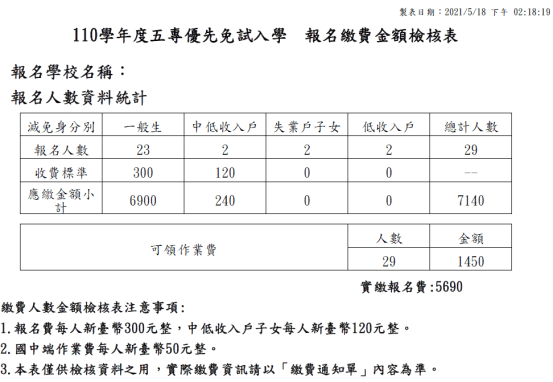 製表日期：2021/5/18 下午 02:18:19
110學年度五專優先免試入學　報名繳費金額檢核表
報名學校名稱：
報名人數資料統計
減免身分別 一般生 中低收入戶 失業戶子女 低收入戶 總計人數
報名人數 23 2 2 2 29
收費標準 300 120 0 0 --
應繳金額小計 6900 240 0 0 7140
可領作業費 人數 金額
29 1450
實繳報名費:5690
繳費人數金額檢核表注意事項:
1.報名費每人新臺幣300元整，中低收入戶子女每人新臺幣120元整。
2.國中端作業費每人新臺幣50元整。
3.本表僅供檢核資料之用，實際繳費資訊請以「繳費通知單」內容為準。